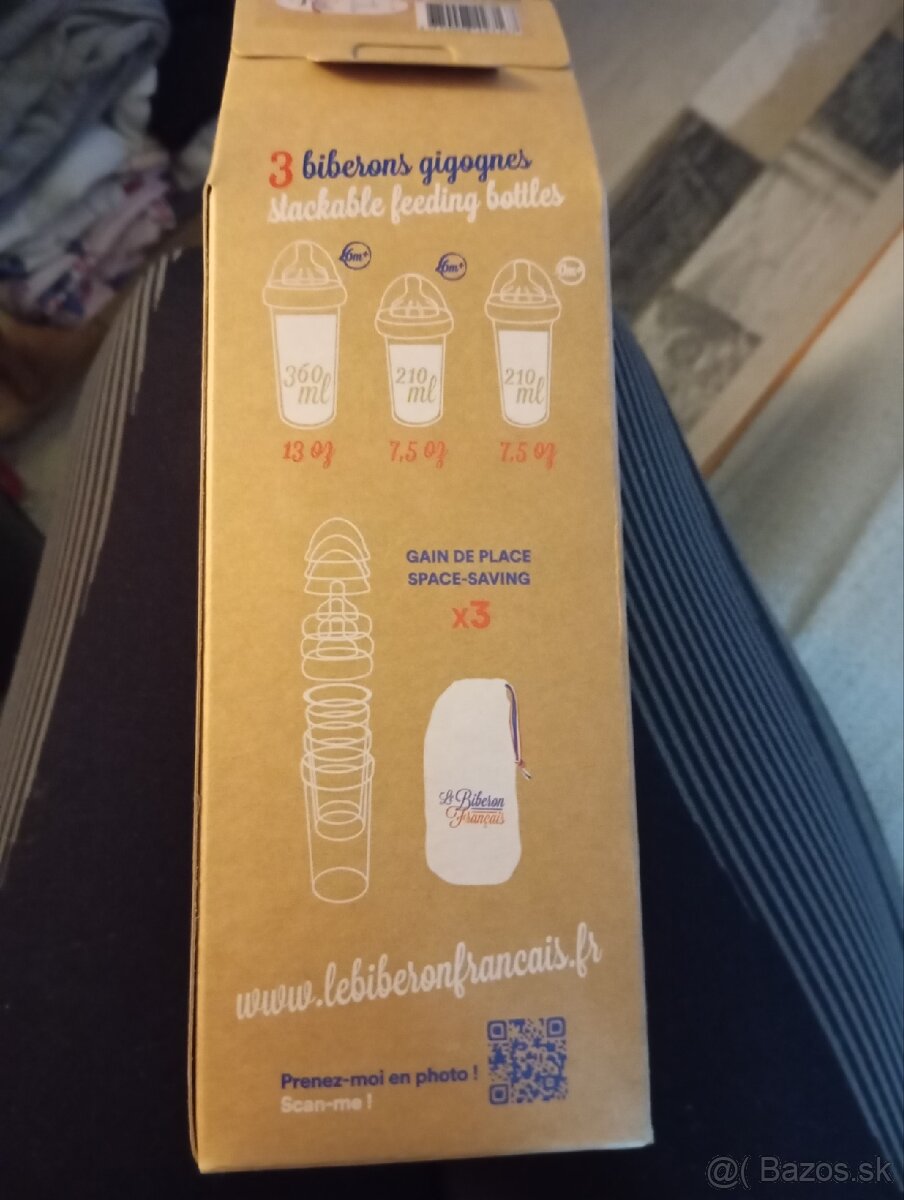 3 biberons gigognes
stackable feeding bottles
6m+
6m+
0m+
360 ml
210 ml
210 ml
13 oz
7,5 oz
7,5 oz
GAIN DE PLACE
SPACE-SAVING
x3
Le Biberon
Français
www.lebiberonfrancais.fr
Prenez-moi en photo !
Scan-me !
@( Bazos.sk